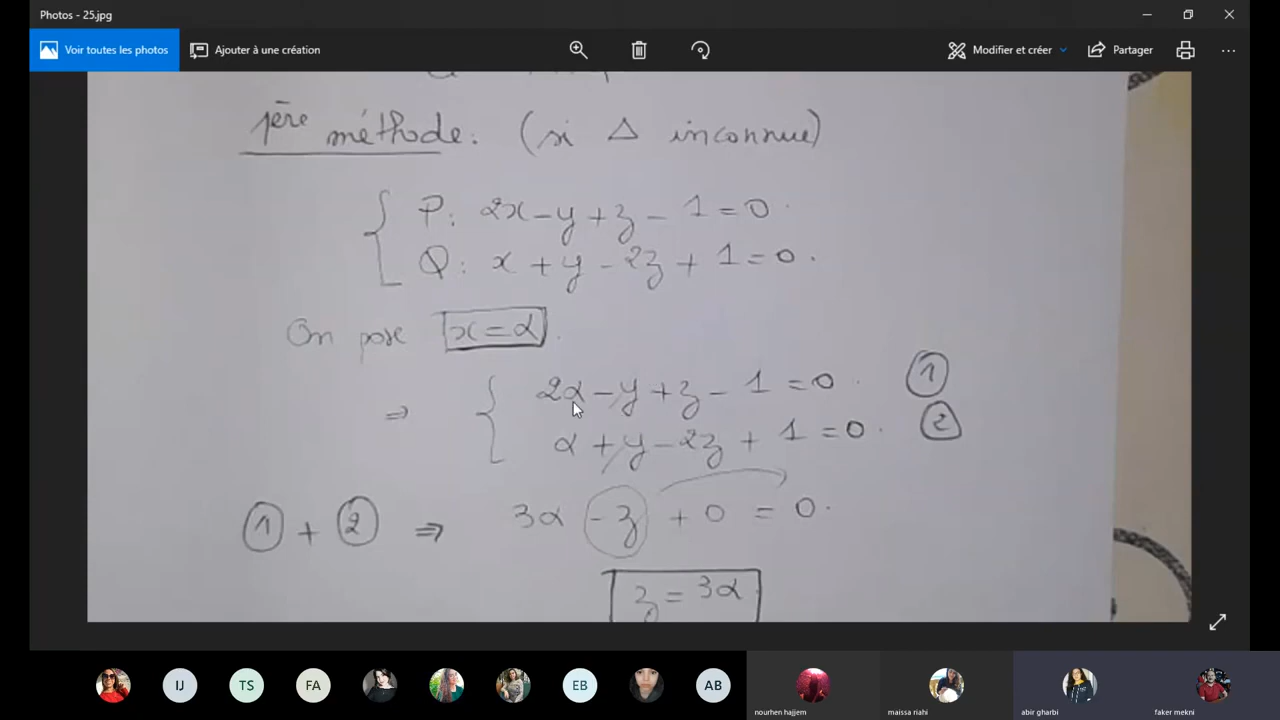 Photos - 25.jpg
Voir toutes les photos
Ajouter à une création
Modifier et créer
Partager
1ère méthode. (si Δ inconnue)
P: 2x - y + z - 1 = 0.
Q: x + y - 2z + 1 = 0.
On pose x = α.
⇒ 2α - y + z - 1 = 0. ①
α + y - 2z + 1 = 0. ②
① + ② ⇒ 3α - z + 0 = 0.
z = 3α
IJ
TS
FA
EB
AB
nourhen hajjem
maissa riahi
abir gharbi
faker mekni